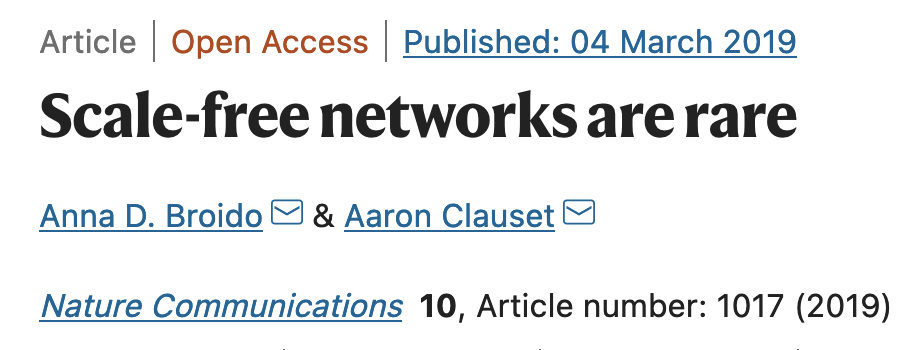 Article | Open Access | Published: 04 March 2019
Scale-free networks are rare
Anna D. Broido & Aaron Clauset
Nature Communications 10, Article number: 1017 (2019)